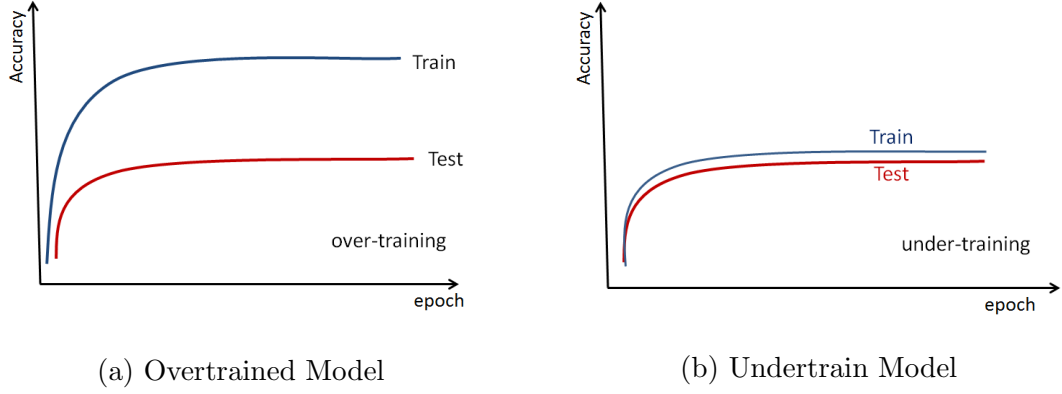 Accuracy
Train
Test
over-training
epoch
(a) Overtrained Model
Accuracy
Train
Test
under-training
epoch
(b) Undertrain Model